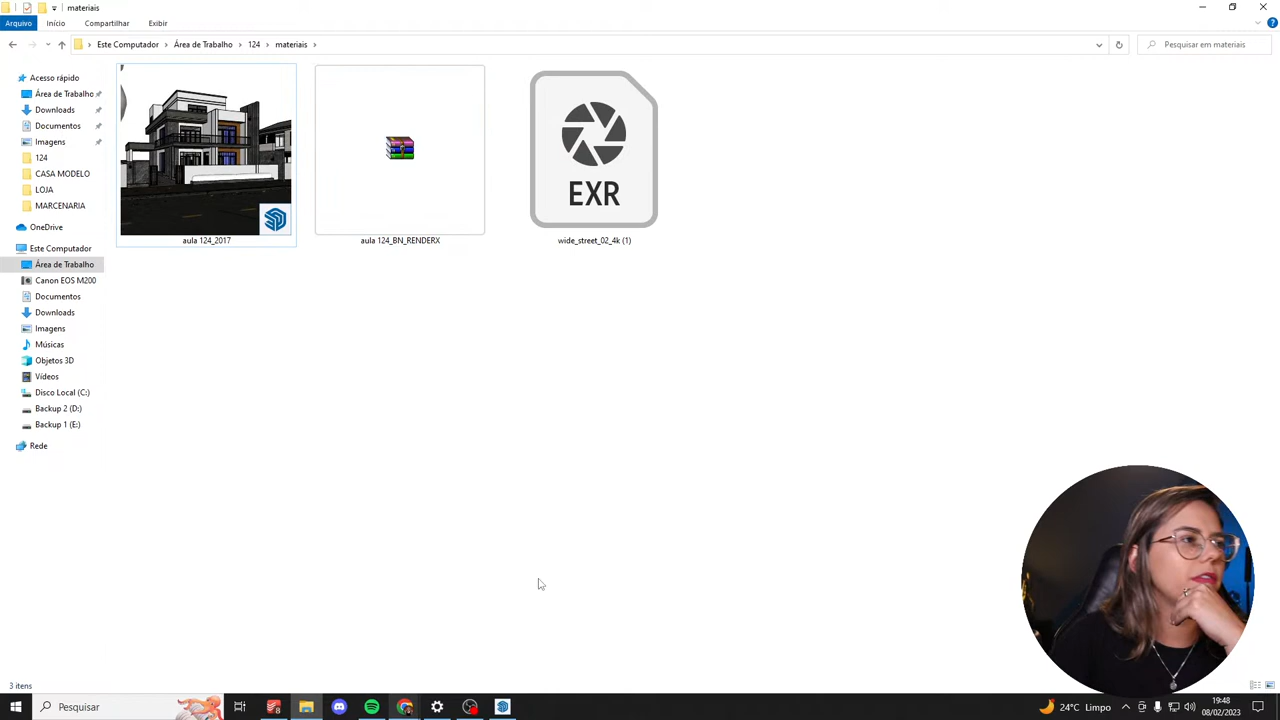 materiais
Arquivo
Início
Compartilhar
Exibir
Este Computador
Área de Trabalho
124
materiais
Pesquisar em materiais
Acesso rápido
Área de Trabalho
Downloads
Documentos
Imagens
124
CASA MODELO
LOJA
MARCENARIA
OneDrive
Este Computador
Área de Trabalho
Canon EOS M200
Documentos
Downloads
Imagens
Músicas
Objetos 3D
Vídeos
Disco Local (C:)
Backup 2 (D:)
Backup 1 (E:)
Rede
aula 124_2017
aula 124_BN_RENDERX
EXR
wide_street_02_4k (1)
3 itens
Pesquisar
24°C Limpo
19:48
08/02/2023